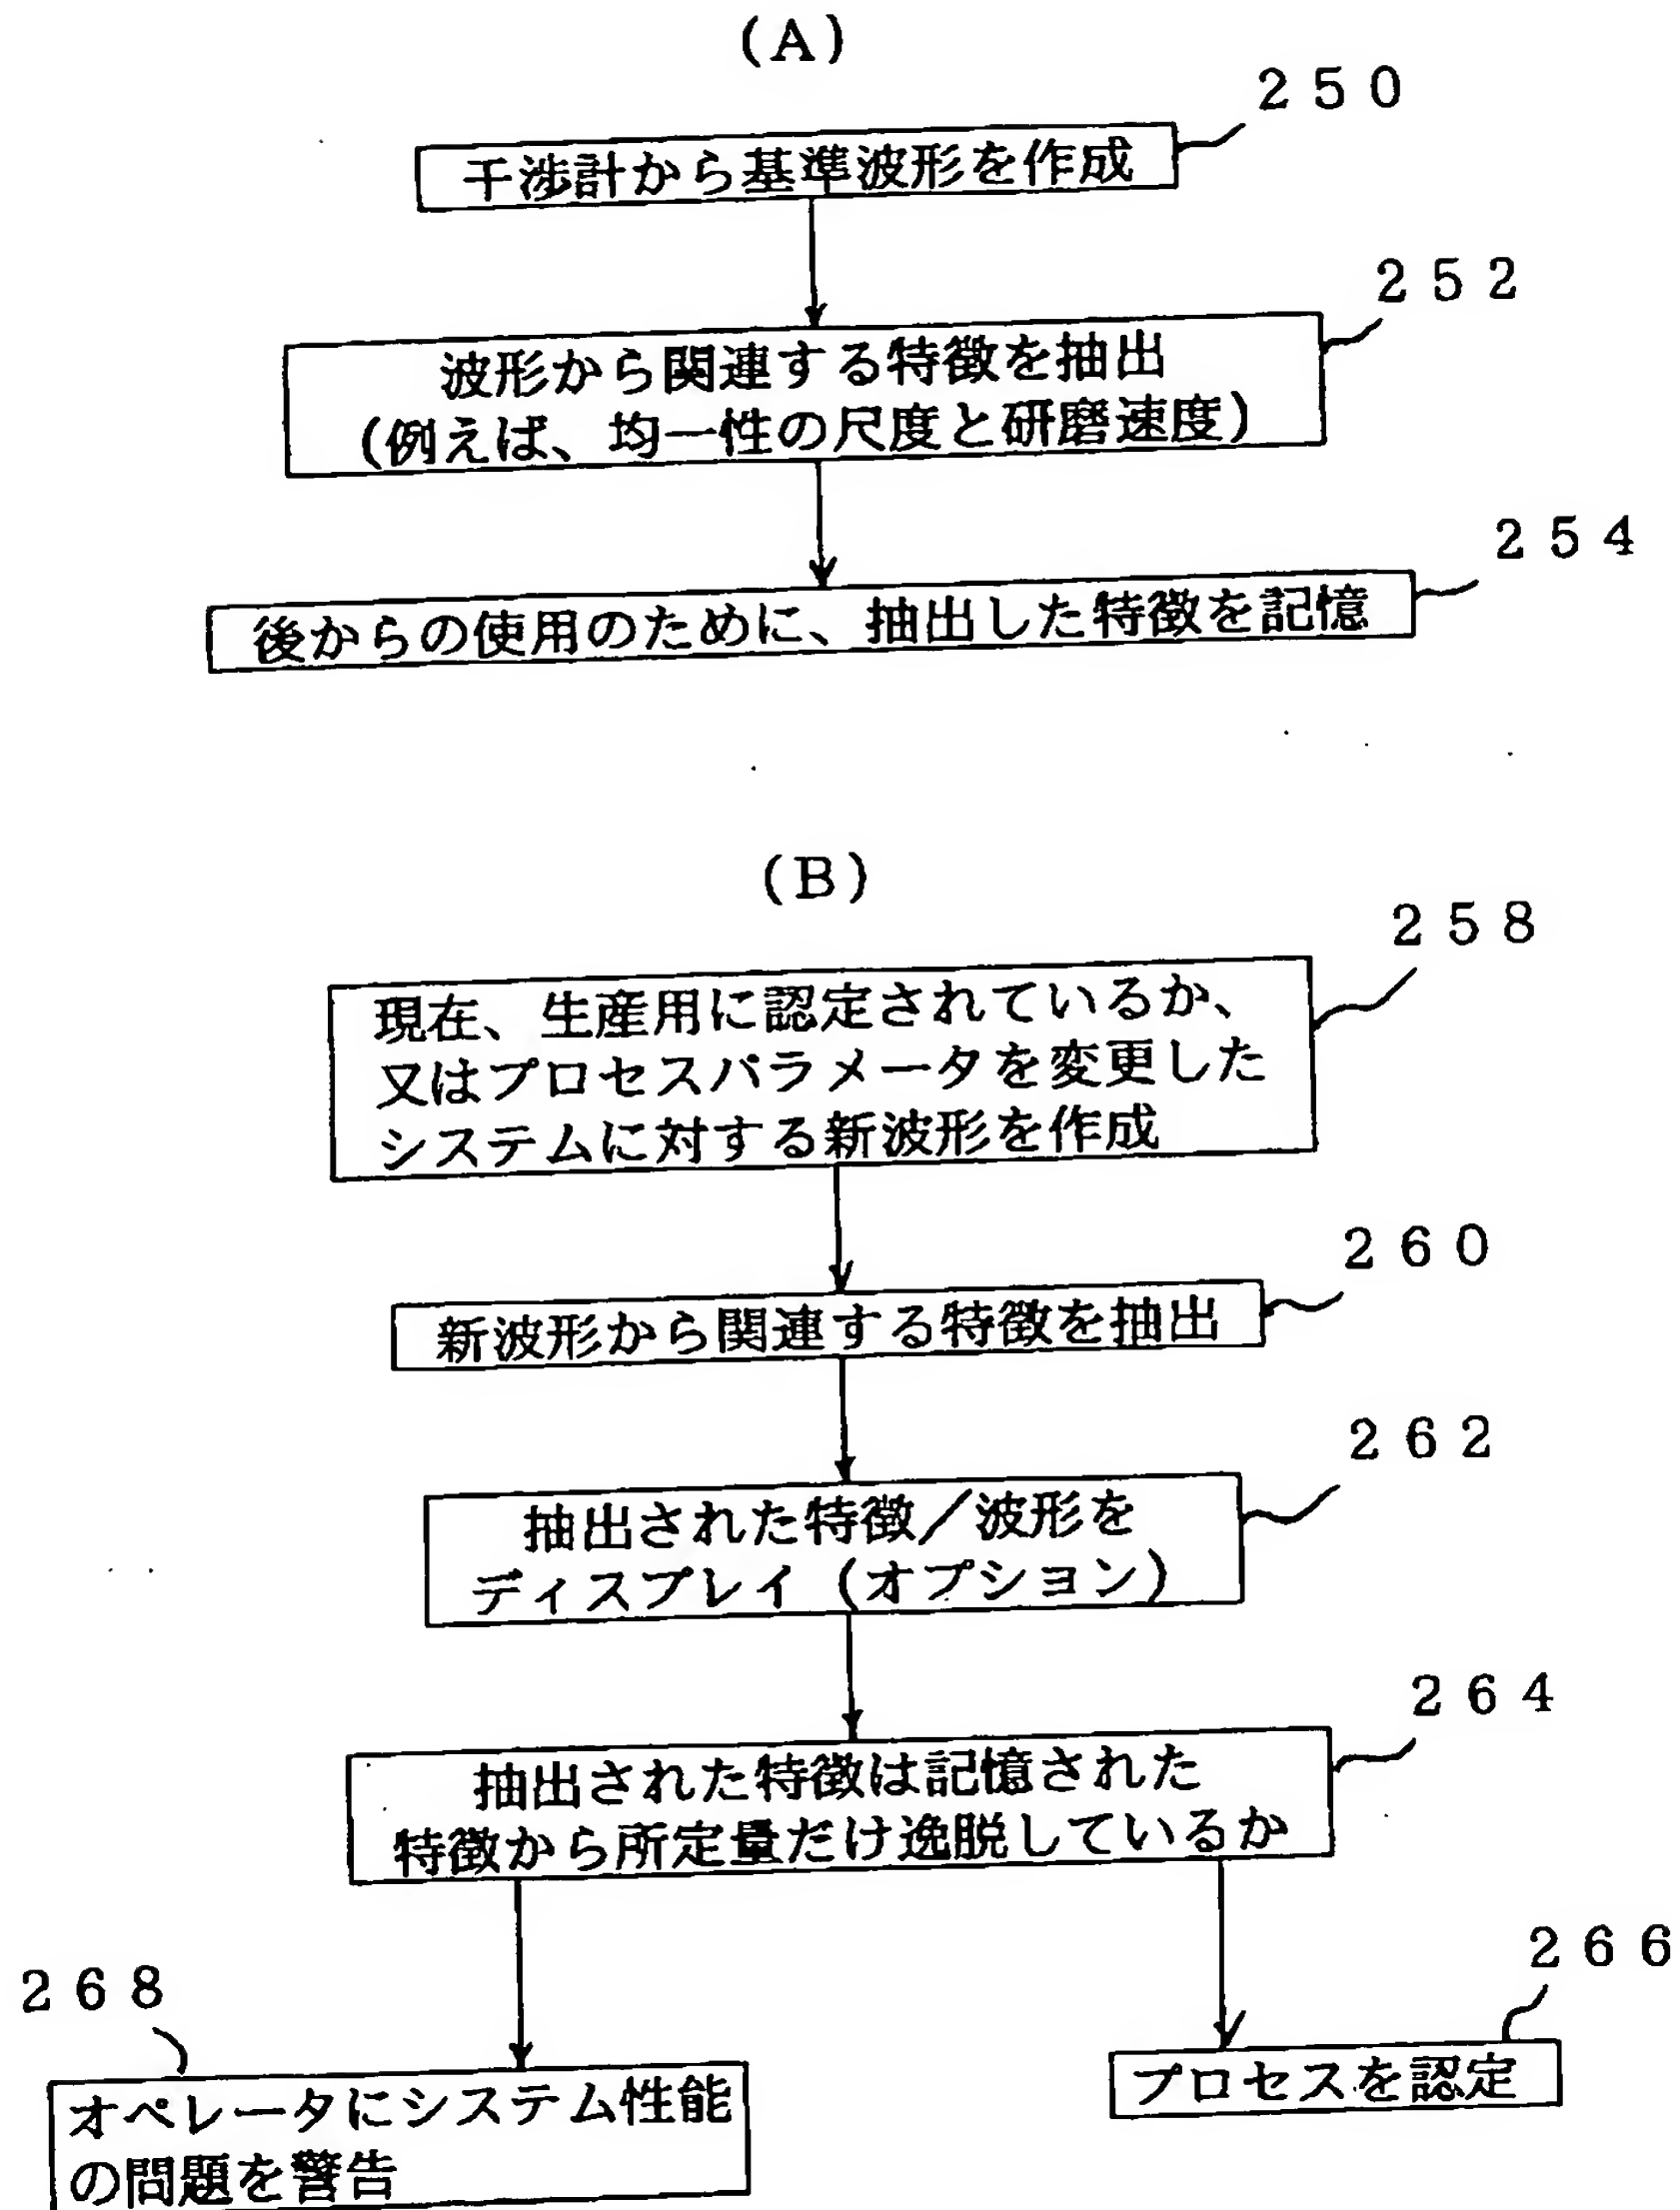 (A)
250
干渉計から基準波形を作成
252
波形から関連する特徴を抽出
(例えば、均一性の尺度と研磨速度)
254
後からの使用のために、抽出した特徴を記憶
(B)
258
現在、生産用に認定されているか、
又はプロセスパラメータを変更した
システムに対する新波形を作成
260
新波形から関連する特徴を抽出
262
抽出された特徴／波形を
ディスプレイ(オプション)
264
抽出された特徴は記憶された
特徴から所定量だけ逸脱しているか
268
オペレータにシステム性能
の問題を警告
266
プロセスを認定